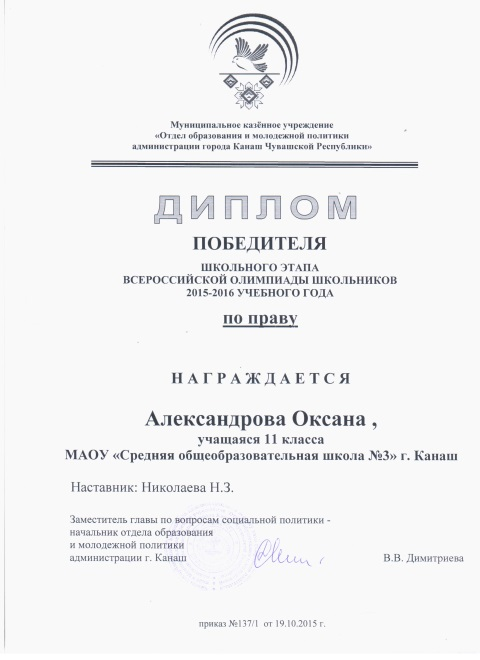 Муниципальное казённое учреждение
«Отдел образования и молодежной политики
администрации города Канаш Чувашской Республики»
ДИПЛОМ
ПОБЕДИТЕЛЯ
ШКОЛЬНОГО ЭТАПА
ВСЕРОССИЙСКОЙ ОЛИМПИАДЫ ШКОЛЬНИКОВ
2015-2016 УЧЕБНОГО ГОДА
по праву
НАГРАЖДАЕТСЯ
Александрова Оксана ,
учащаяся 11 класса
МАОУ «Средняя общеобразовательная школа №3» г. Канаш
Наставник: Николаева Н.З.
Заместитель главы по вопросам социальной политики -
начальник отдела образования
и молодежной политики
администрации г. Канаш
В.В. Димитриева
приказ №137/1 от 19.10.2015 г.